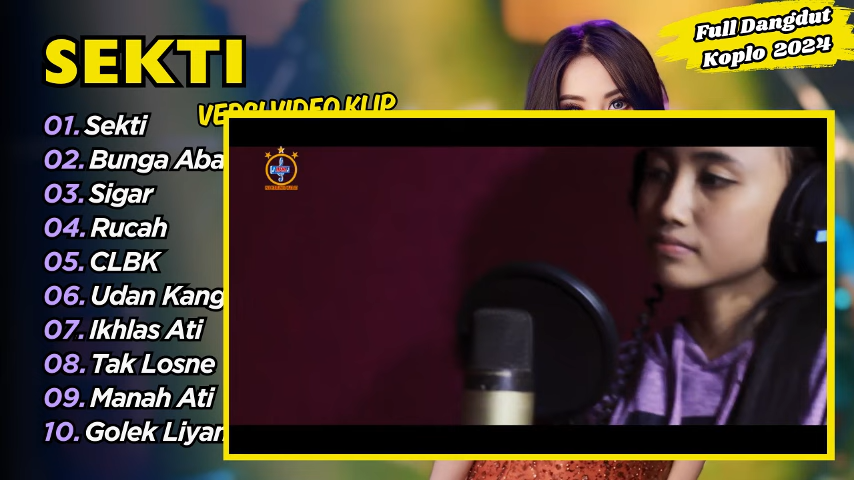 SEKTI
Full Dangdut
Koplo 2024
VERSI VIDEO KLIP
01. Sekti
02. Bunga Aba
03. Sigar
04. Rucah
05. CLBK
06. Udan Kang
07. Ikhlas Ati
08. Tak Losne
09. Manah Ati
10. Golek Liyan